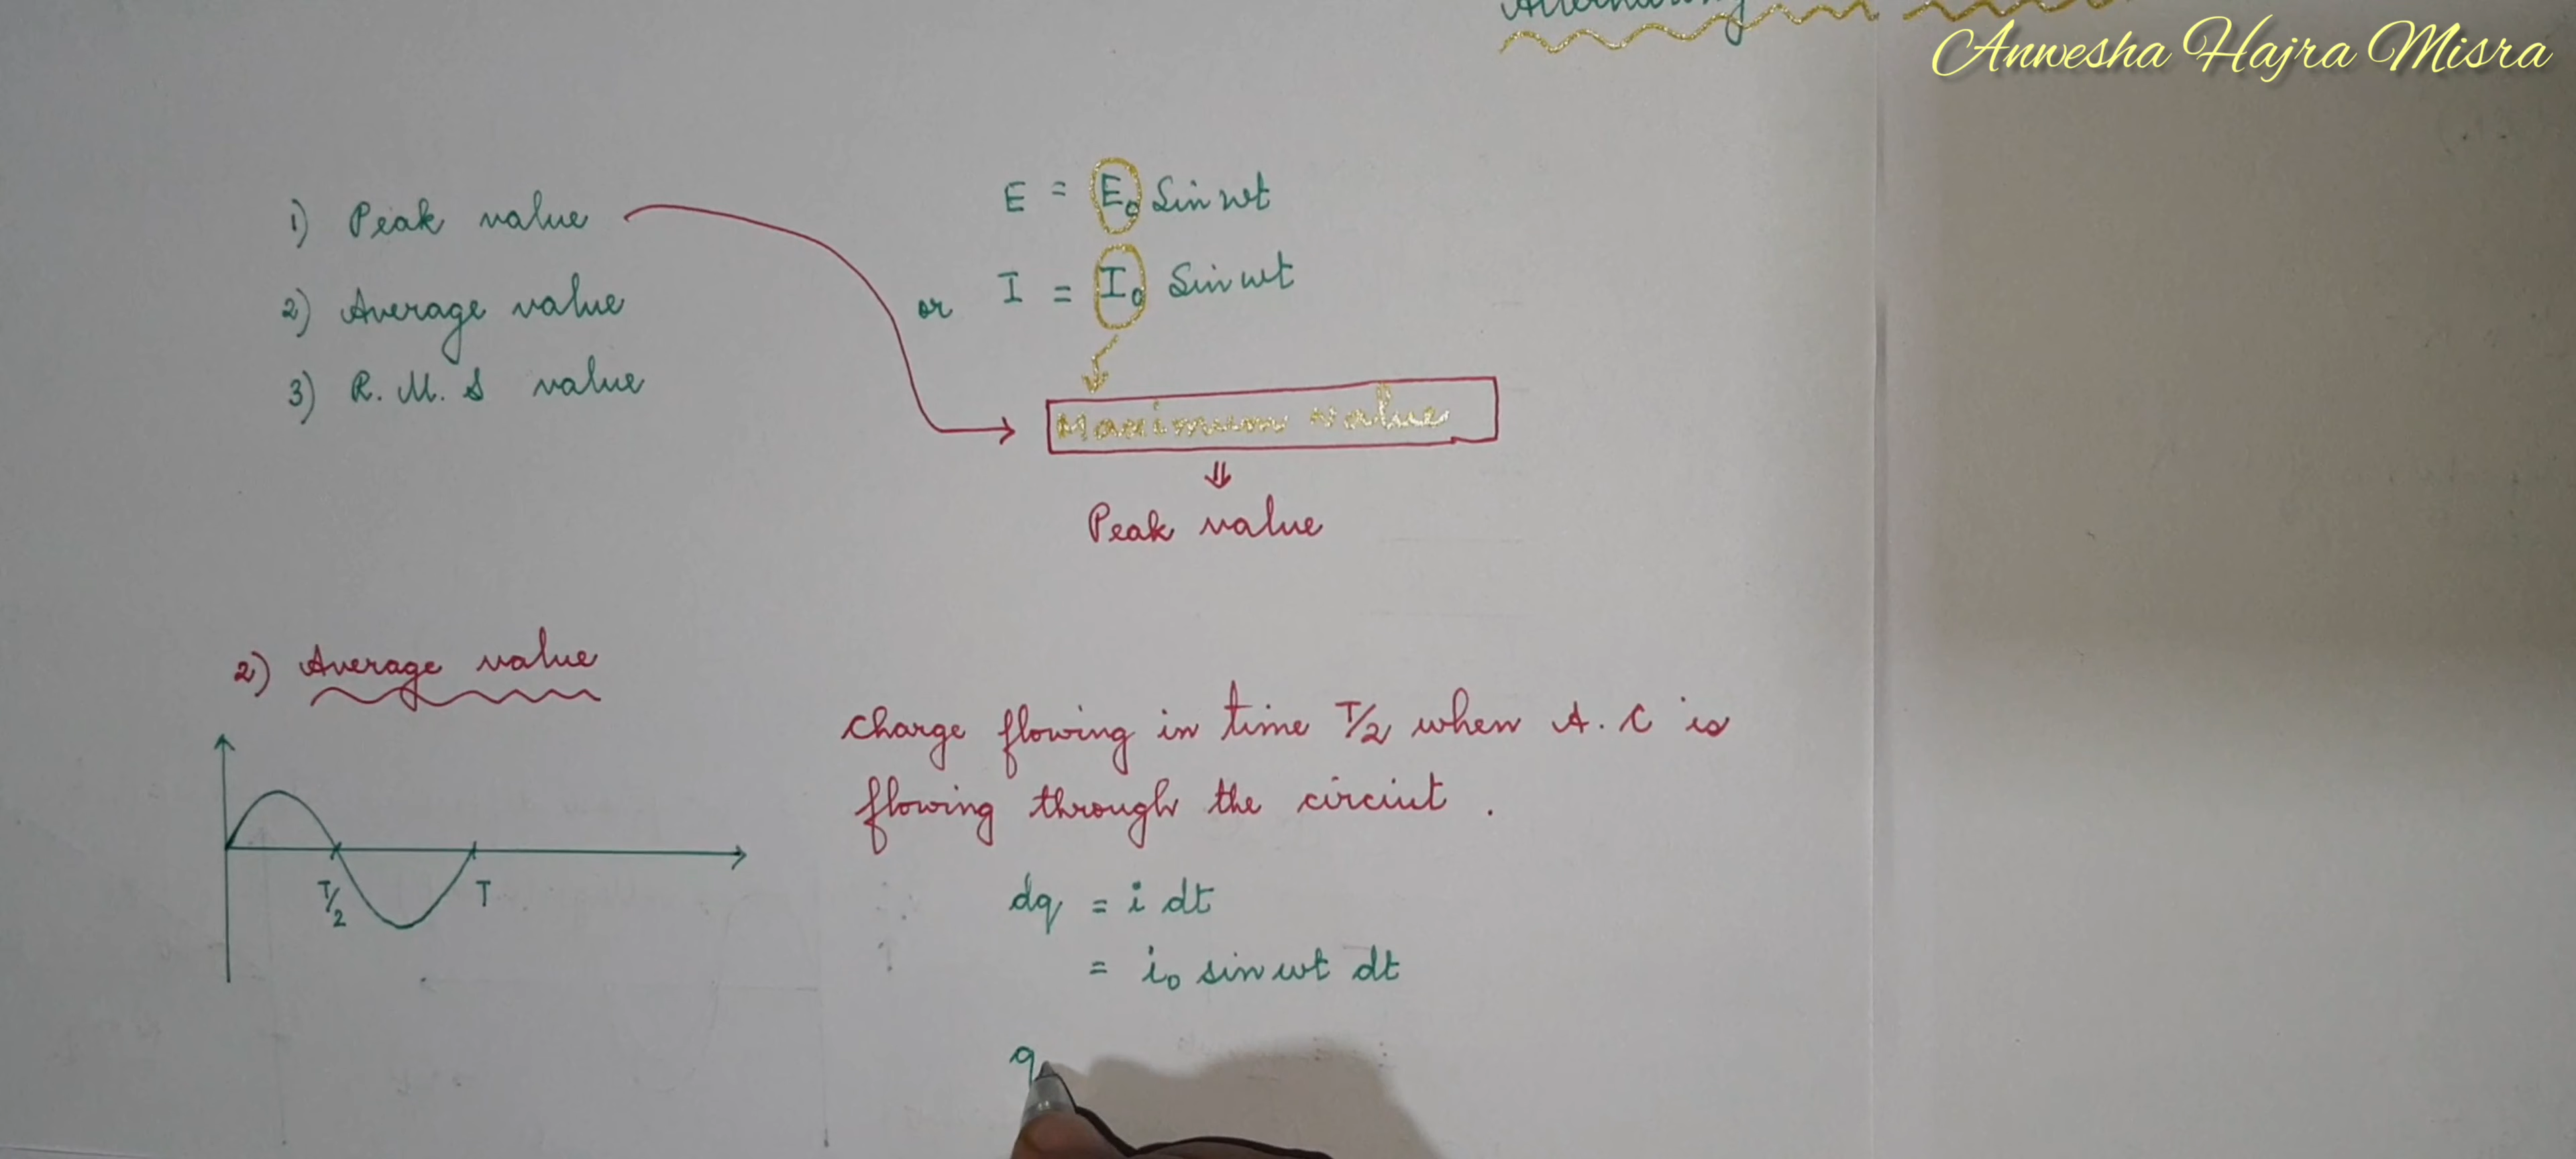 Alternating
Anwesha Hajra Misra
1) Peak value
2) Average value
3) R.M.S value
E = E₀ Sin wt
or I = I₀ Sin wt
Maximum value
⇓
Peak value
2) Average value
T/2
T
Charge flowing in time T/2 when A.C is
flowing through the circiut .
dq = i dt
= i₀ sin wt dt
q